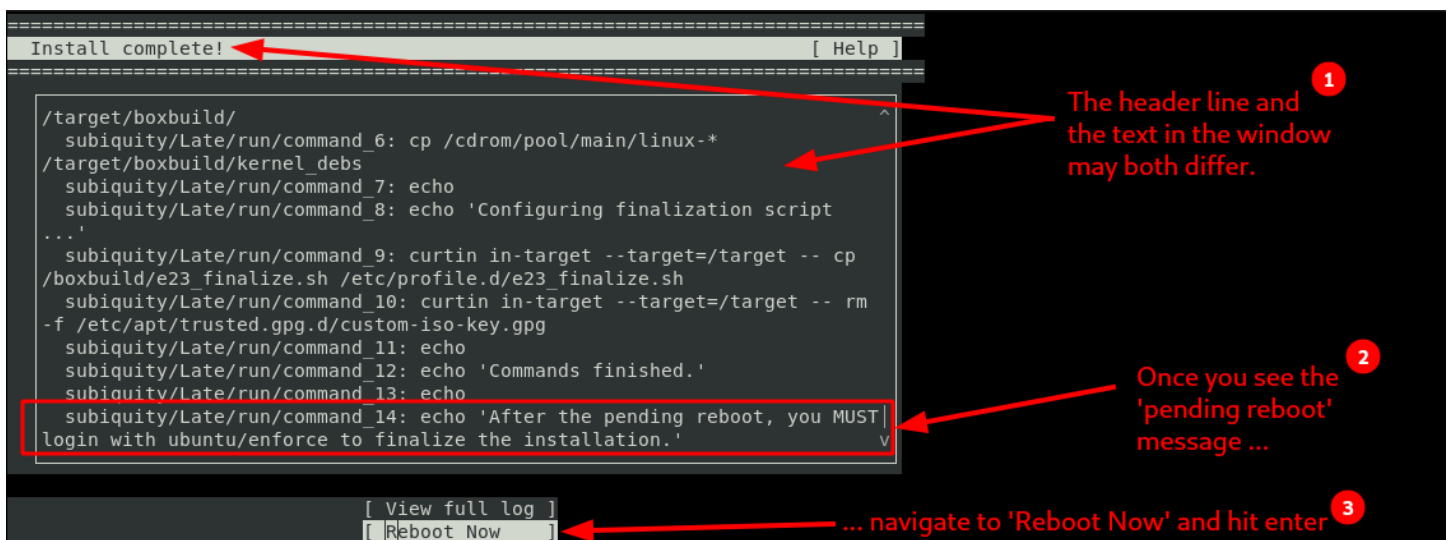 ================================================================================
Install complete! [ Help ]
================================================================================
/target/boxbuild/ ^
subiquity/Late/run/command_6: cp /cdrom/pool/main/linux-*
/target/boxbuild/kernel_debs
subiquity/Late/run/command_7: echo
subiquity/Late/run/command_8: echo 'Configuring finalization script
...'
subiquity/Late/run/command_9: curtin in-target --target=/target -- cp
/boxbuild/e23_finalize.sh /etc/profile.d/e23_finalize.sh
subiquity/Late/run/command_10: curtin in-target --target=/target -- rm
-f /etc/apt/trusted.gpg.d/custom-iso-key.gpg
subiquity/Late/run/command_11: echo
subiquity/Late/run/command_12: echo 'Commands finished.'
subiquity/Late/run/command_13: echo
subiquity/Late/run/command_14: echo 'After the pending reboot, you MUST|
login with ubuntu/enforce to finalize the installation.' v
[ View full log ]
[ Reboot Now ]
1
The header line and
the text in the window
may both differ.
2
Once you see the
'pending reboot'
message ...
... navigate to 'Reboot Now' and hit enter
3